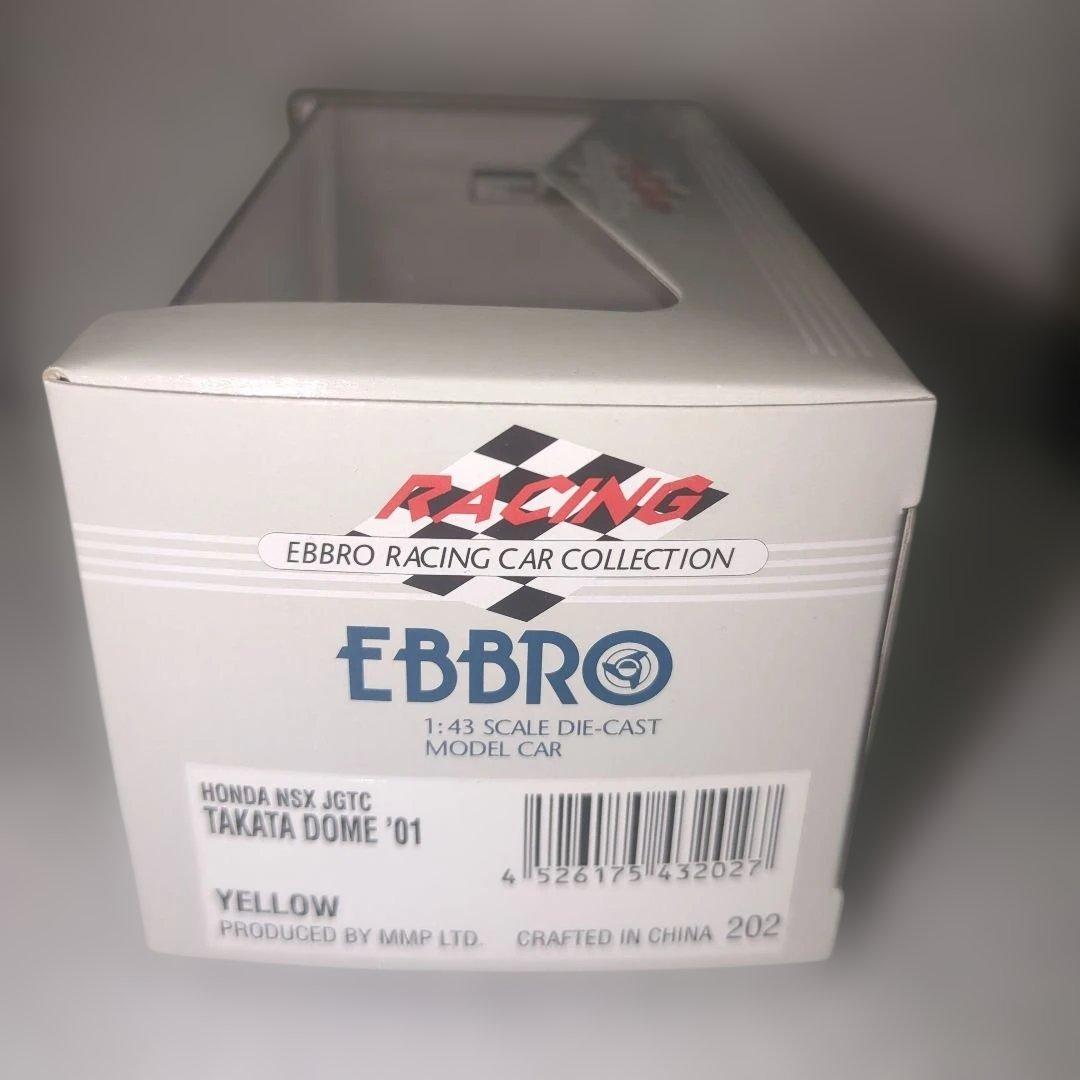 RACING
EBBRO RACING CAR COLLECTION
EBBRO
1:43 SCALE DIE-CAST
MODEL CAR
HONDA NSX JGTC
TAKATA DOME '01
4 526175 432027
YELLOW
PRODUCED BY MMP LTD. CRAFTED IN CHINA 202